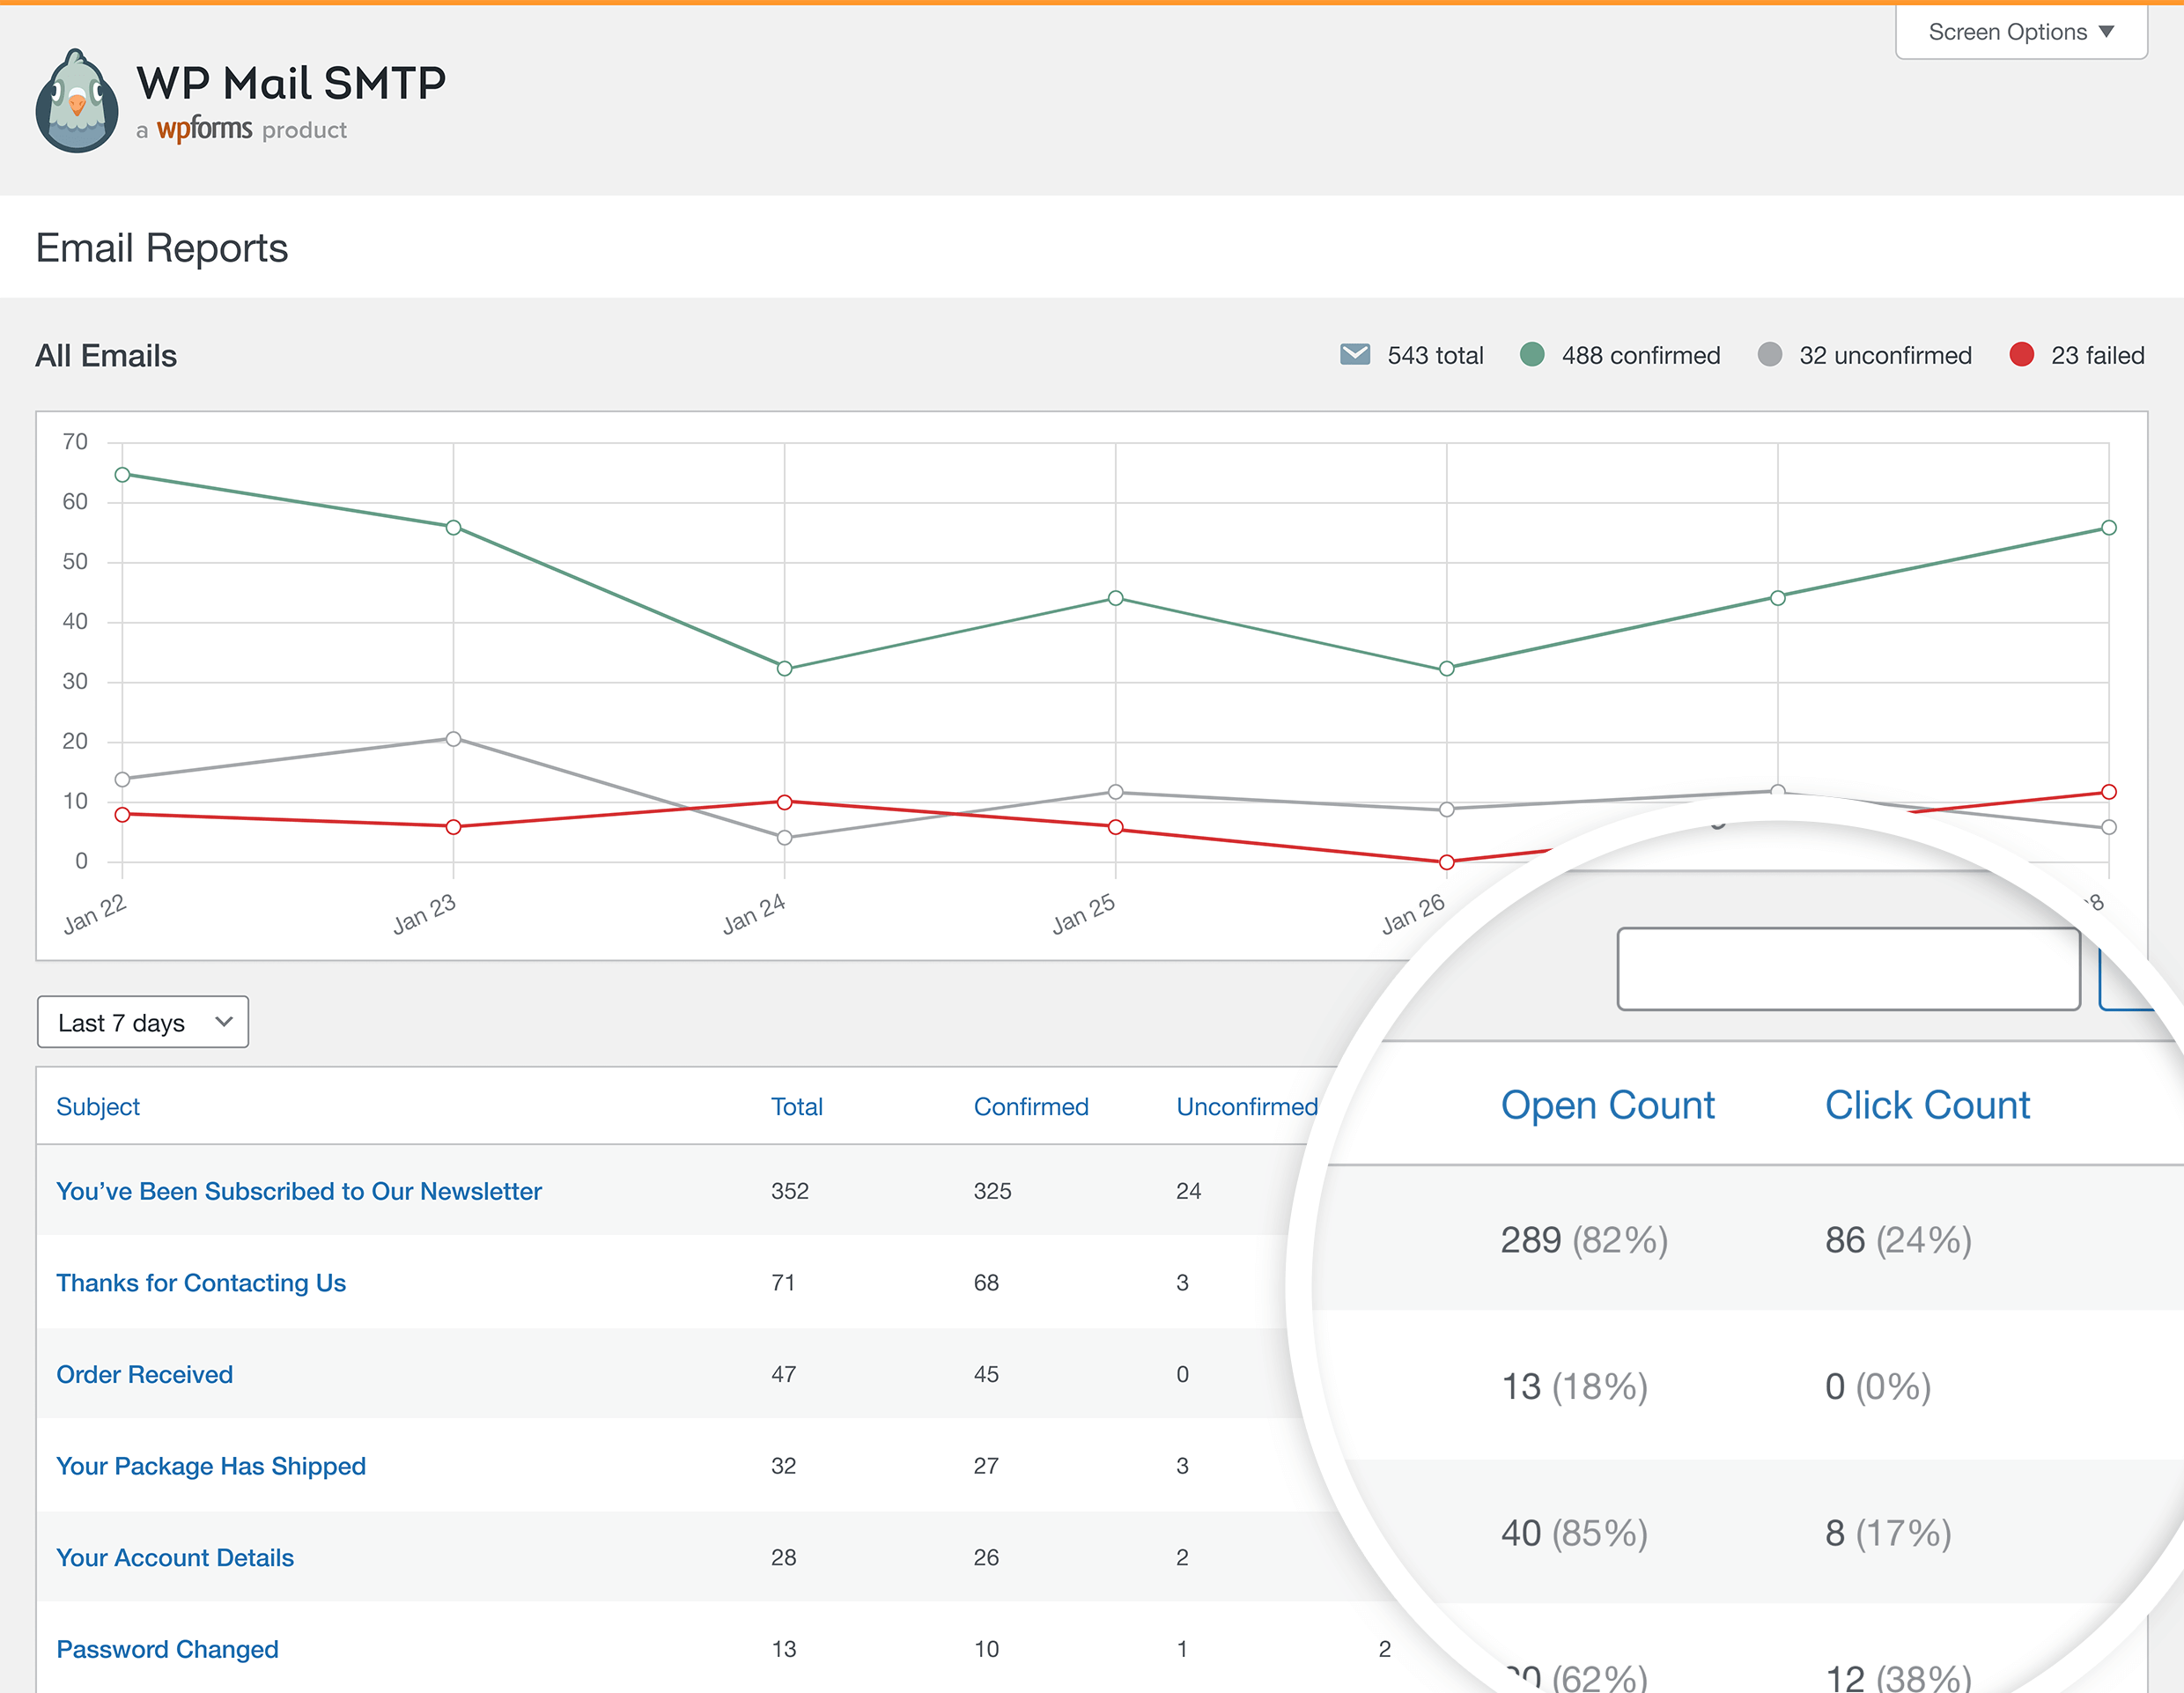 Screen Options ▼
WP Mail SMTP
a wpforms product
Email Reports
All Emails
543 total 488 confirmed 32 unconfirmed 23 failed
70
60
50
40
30
20
10
0
Jan 22 Jan 23 Jan 24 Jan 25 Jan 26
Last 7 days
Subject Total Confirmed Unconfirmed Open Count Click Count
You've Been Subscribed to Our Newsletter 352 325 24 289 (82%) 86 (24%)
Thanks for Contacting Us 71 68 3 13 (18%) 0 (0%)
Order Received 47 45 0 40 (85%) 8 (17%)
Your Package Has Shipped 32 27 3 (62%) 12 (38%)
Your Account Details 28 26 2
Password Changed 13 10 1 2